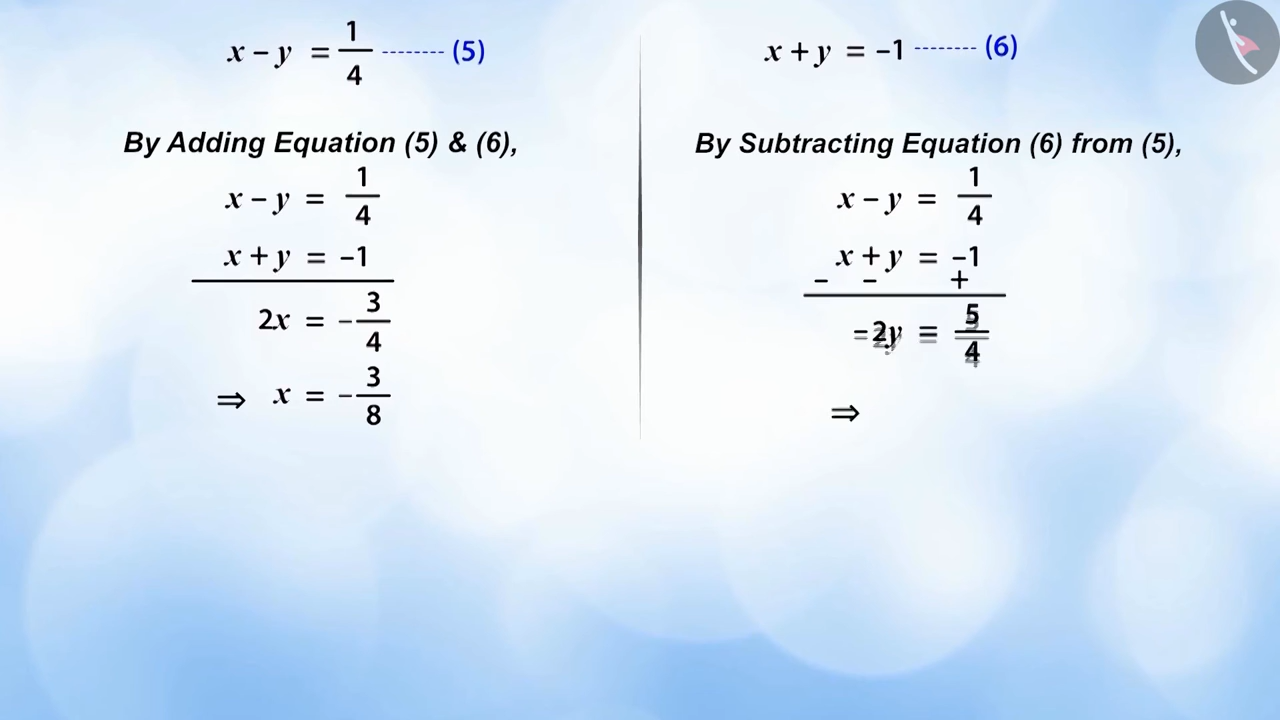 x – y = 1/4 -------- (5)
By Adding Equation (5) & (6),
x – y = 1/4
x + y = –1
2x = –3/4
⇒ x = –3/8
x + y = –1 -------- (6)
By Subtracting Equation (6) from (5),
x – y = 1/4
x + y = –1
– – +
–2y = 5/4
⇒